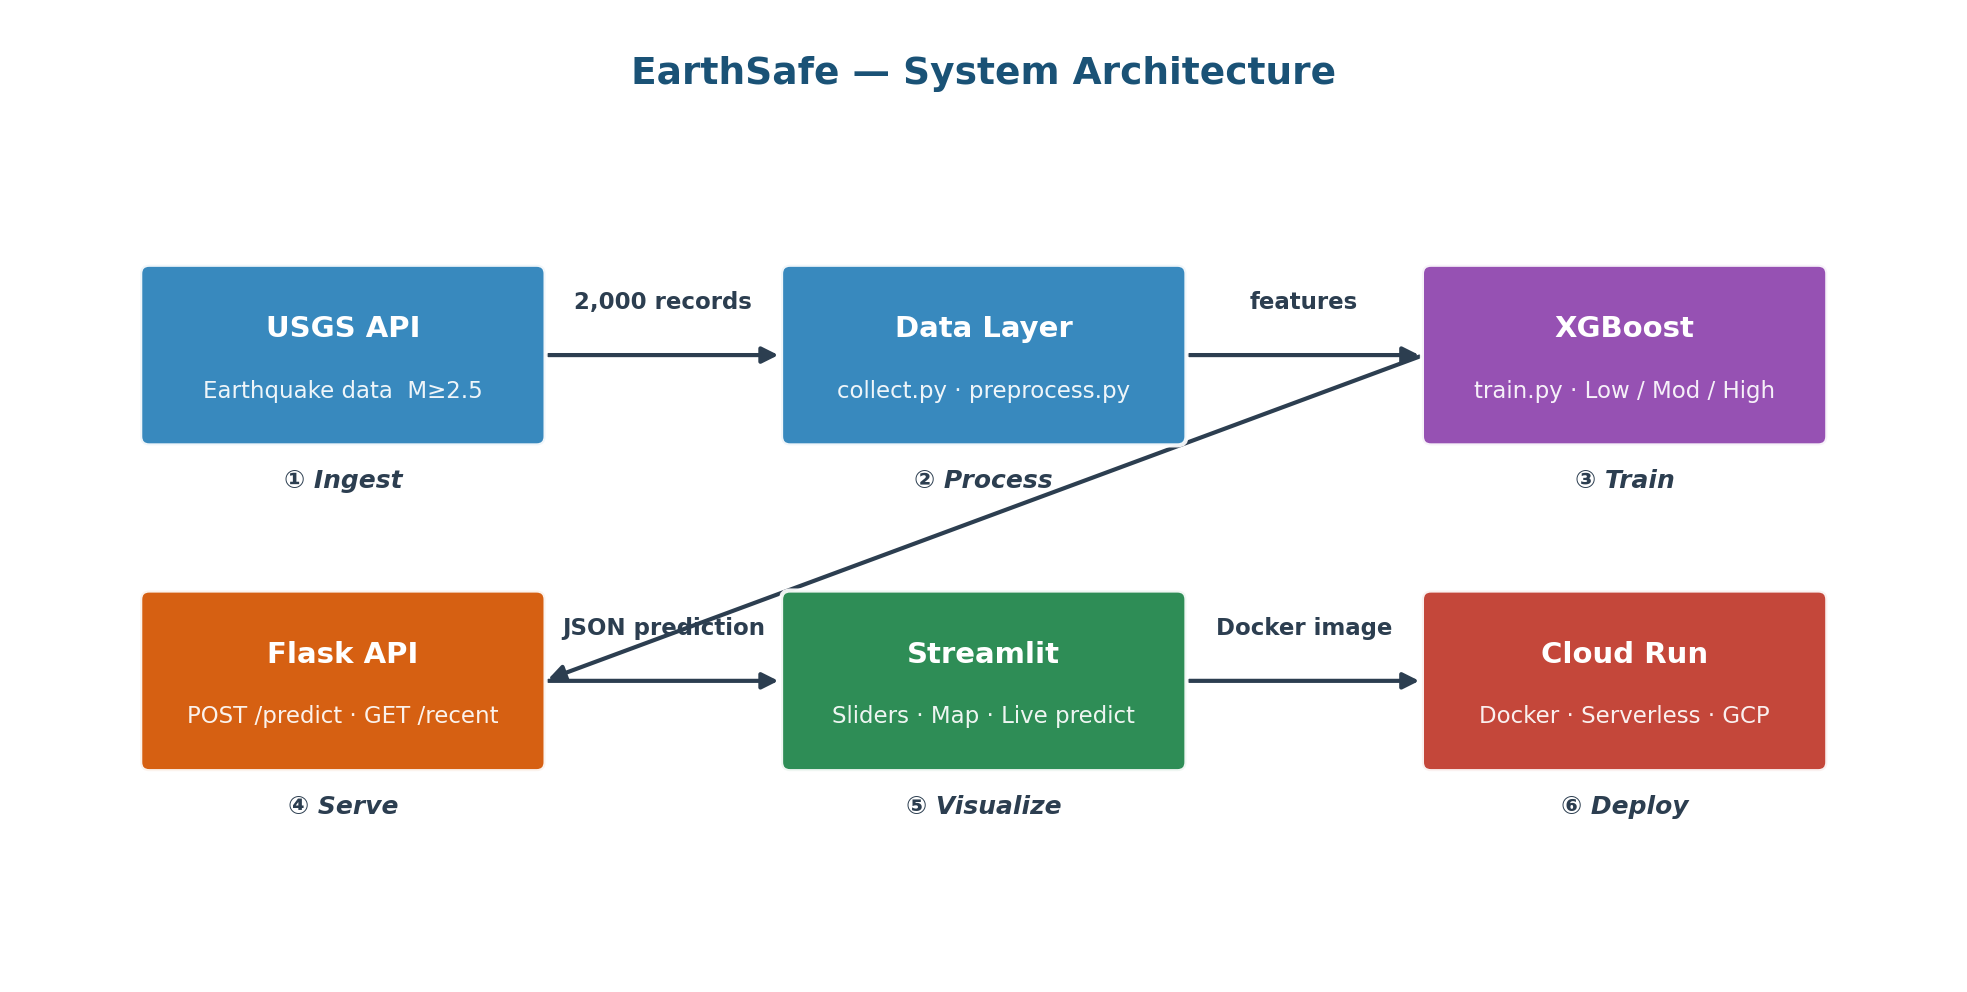 EarthSafe — System Architecture
USGS API
Earthquake data  M≥2.5
① Ingest
2,000 records
Data Layer
collect.py · preprocess.py
② Process
features
XGBoost
train.py · Low / Mod / High
③ Train
Flask API
POST /predict · GET /recent
④ Serve
JSON prediction
Streamlit
Sliders · Map · Live predict
⑤ Visualize
Docker image
Cloud Run
Docker · Serverless · GCP
⑥ Deploy